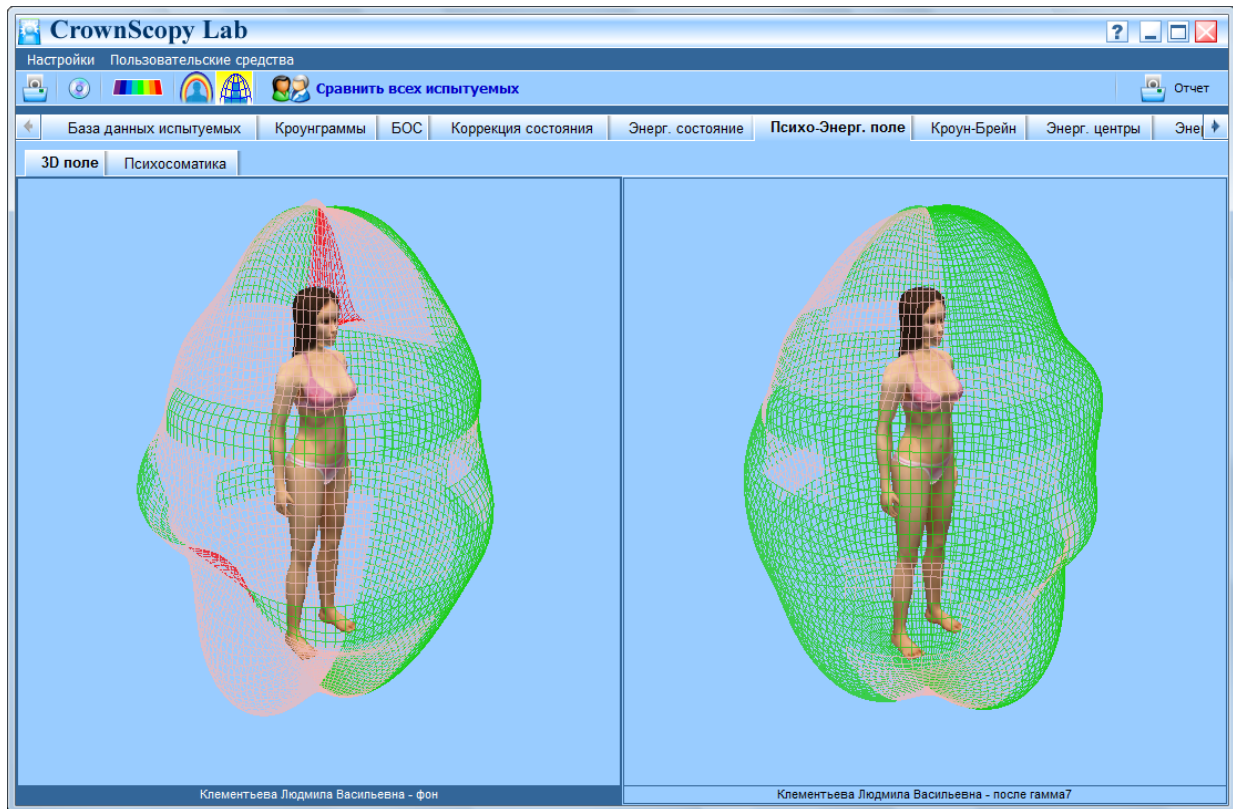 CrownScopy Lab
?
Настройки Пользовательские средства
Сравнить всех испытуемых
Отчет
База данных испытуемых Кроунграммы БОС Коррекция состояния Энерг. состояние Психо-Энерг. поле Кроун-Брейн Энерг. центры Энер
3D поле Психосоматика
Клементьева Людмила Васильевна - фон Клементьева Людмила Васильевна - после гамма7